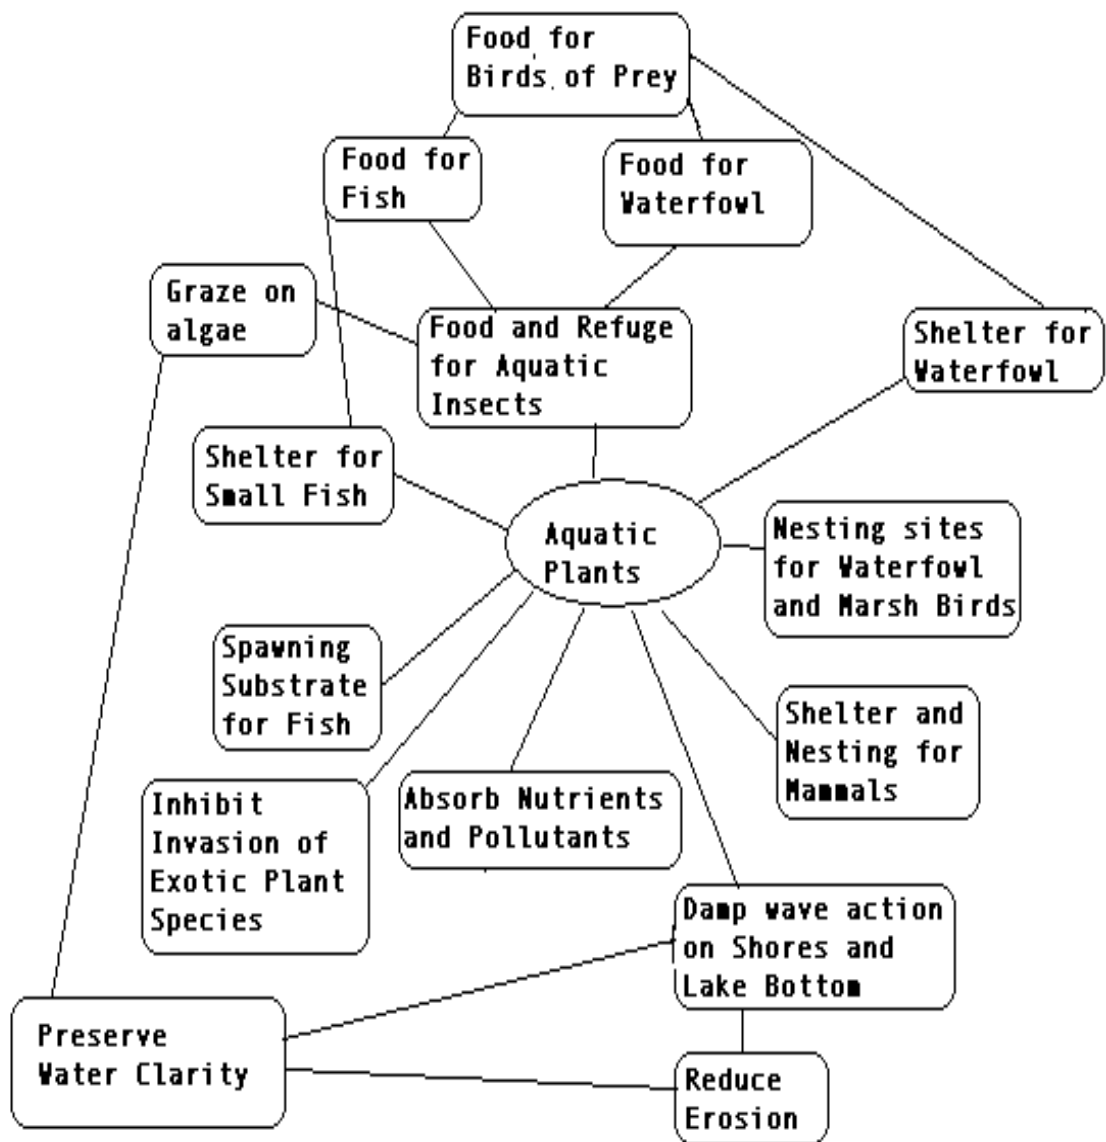 Food for
Birds of Prey
Food for
Fish
Food for
Waterfowl
Graze on
algae
Food and Refuge
for Aquatic
Insects
Shelter for
Waterfowl
Shelter for
Small Fish
Aquatic
Plants
Nesting sites
for Waterfowl
and Marsh Birds
Spawning
Substrate
for Fish
Shelter and
Nesting for
Mammals
Inhibit
Invasion of
Exotic Plant
Species
Absorb Nutrients
and Pollutants
Damp wave action
on Shores and
Lake Bottom
Preserve
Water Clarity
Reduce
Erosion